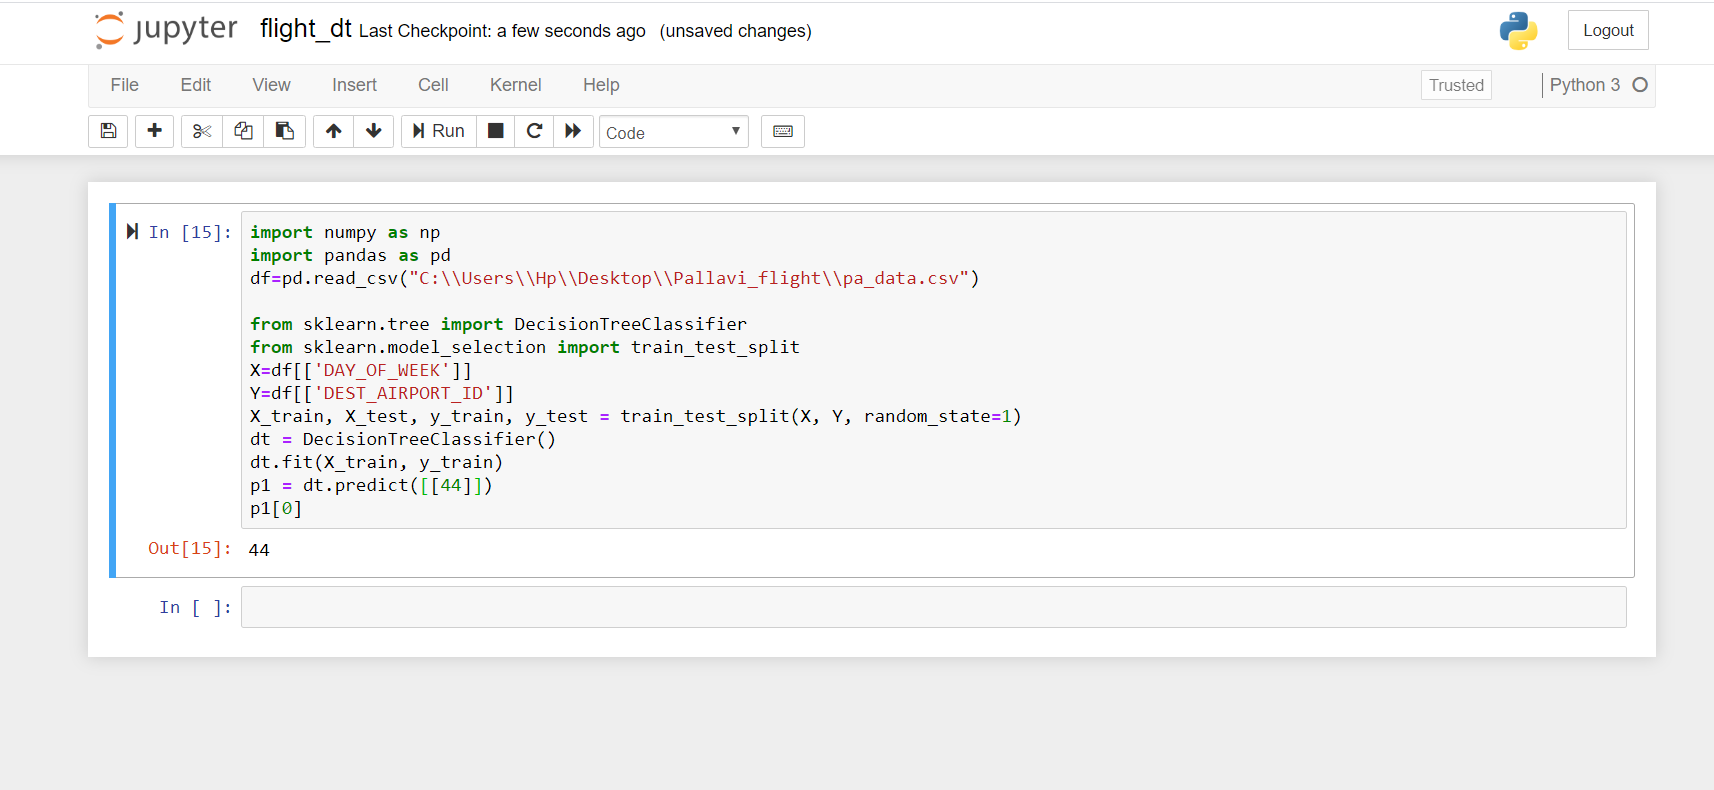 jupyter flight_dt Last Checkpoint: a few seconds ago (unsaved changes) Logout
File Edit View Insert Cell Kernel Help Trusted Python 3
Run Code
In [15]: import numpy as np
import pandas as pd
df=pd.read_csv("C:\\Users\\Hp\\Desktop\\Pallavi_flight\\pa_data.csv")
from sklearn.tree import DecisionTreeClassifier
from sklearn.model_selection import train_test_split
X=df[['DAY_OF_WEEK']]
Y=df[['DEST_AIRPORT_ID']]
X_train, X_test, y_train, y_test = train_test_split(X, Y, random_state=1)
dt = DecisionTreeClassifier()
dt.fit(X_train, y_train)
p1 = dt.predict([[44]])
p1[0]
Out[15]: 44
In [ ]: